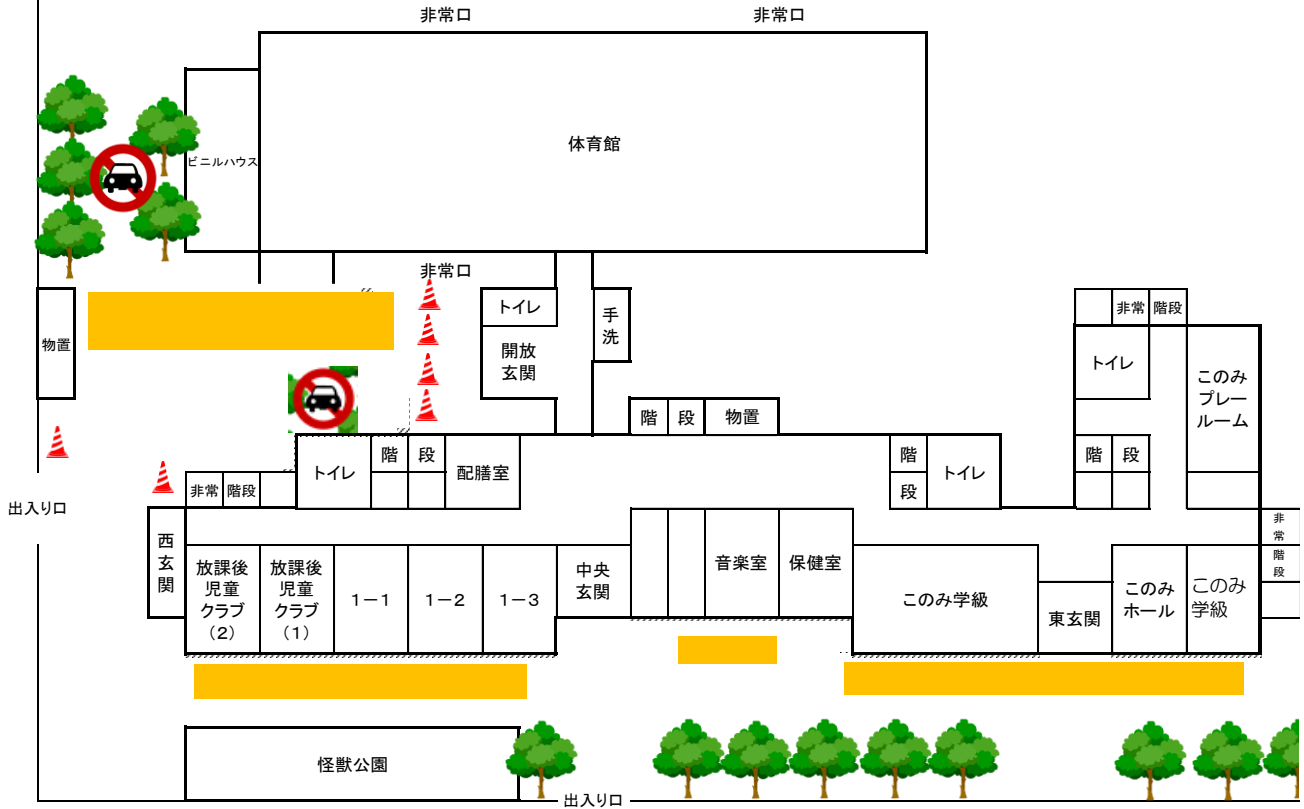 非常口
非常口
体育館
ビニルハウス
非常口
トイレ
開放
玄関
手
洗
物置
非常
階段
トイレ
このみ
プレー
ルーム
階
段
物置
トイレ
階
段
配膳室
階
段
トイレ
階
段
非常
階段
出入り口
西
玄
関
放課後
児童
クラブ
（2）
放課後
児童
クラブ
（1）
1－1
1－2
1－3
中央
玄関
音楽室
保健室
このみ学級
東玄関
このみ
ホール
このみ
学級
非
常
階
段
怪獣公園
出入り口